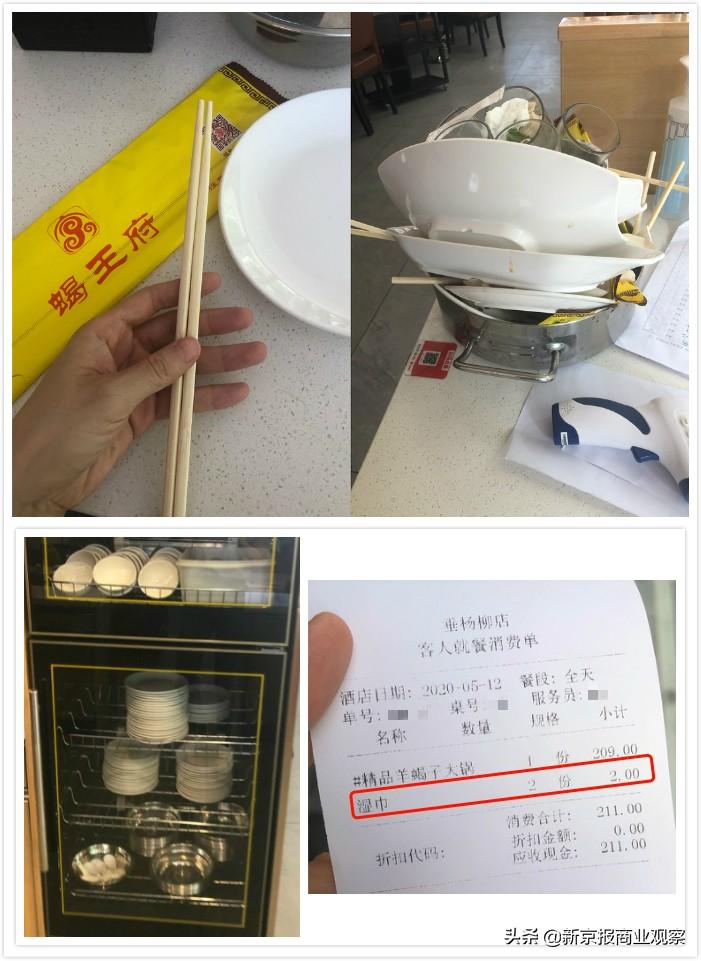 蝎王府
垂杨柳店
客人就餐消费单
酒店日期: 2020-05-12 餐段: 全天
单号: 桌号: 服务员:
名称 数量 规格 小计
#精品羊蝎子大锅 1 份 209.00
湿巾 2 份 2.00
消费合计: 211.00
折扣金额: 0.00
折扣代码: 应收现金: 211.00
头条 @新京报商业观察